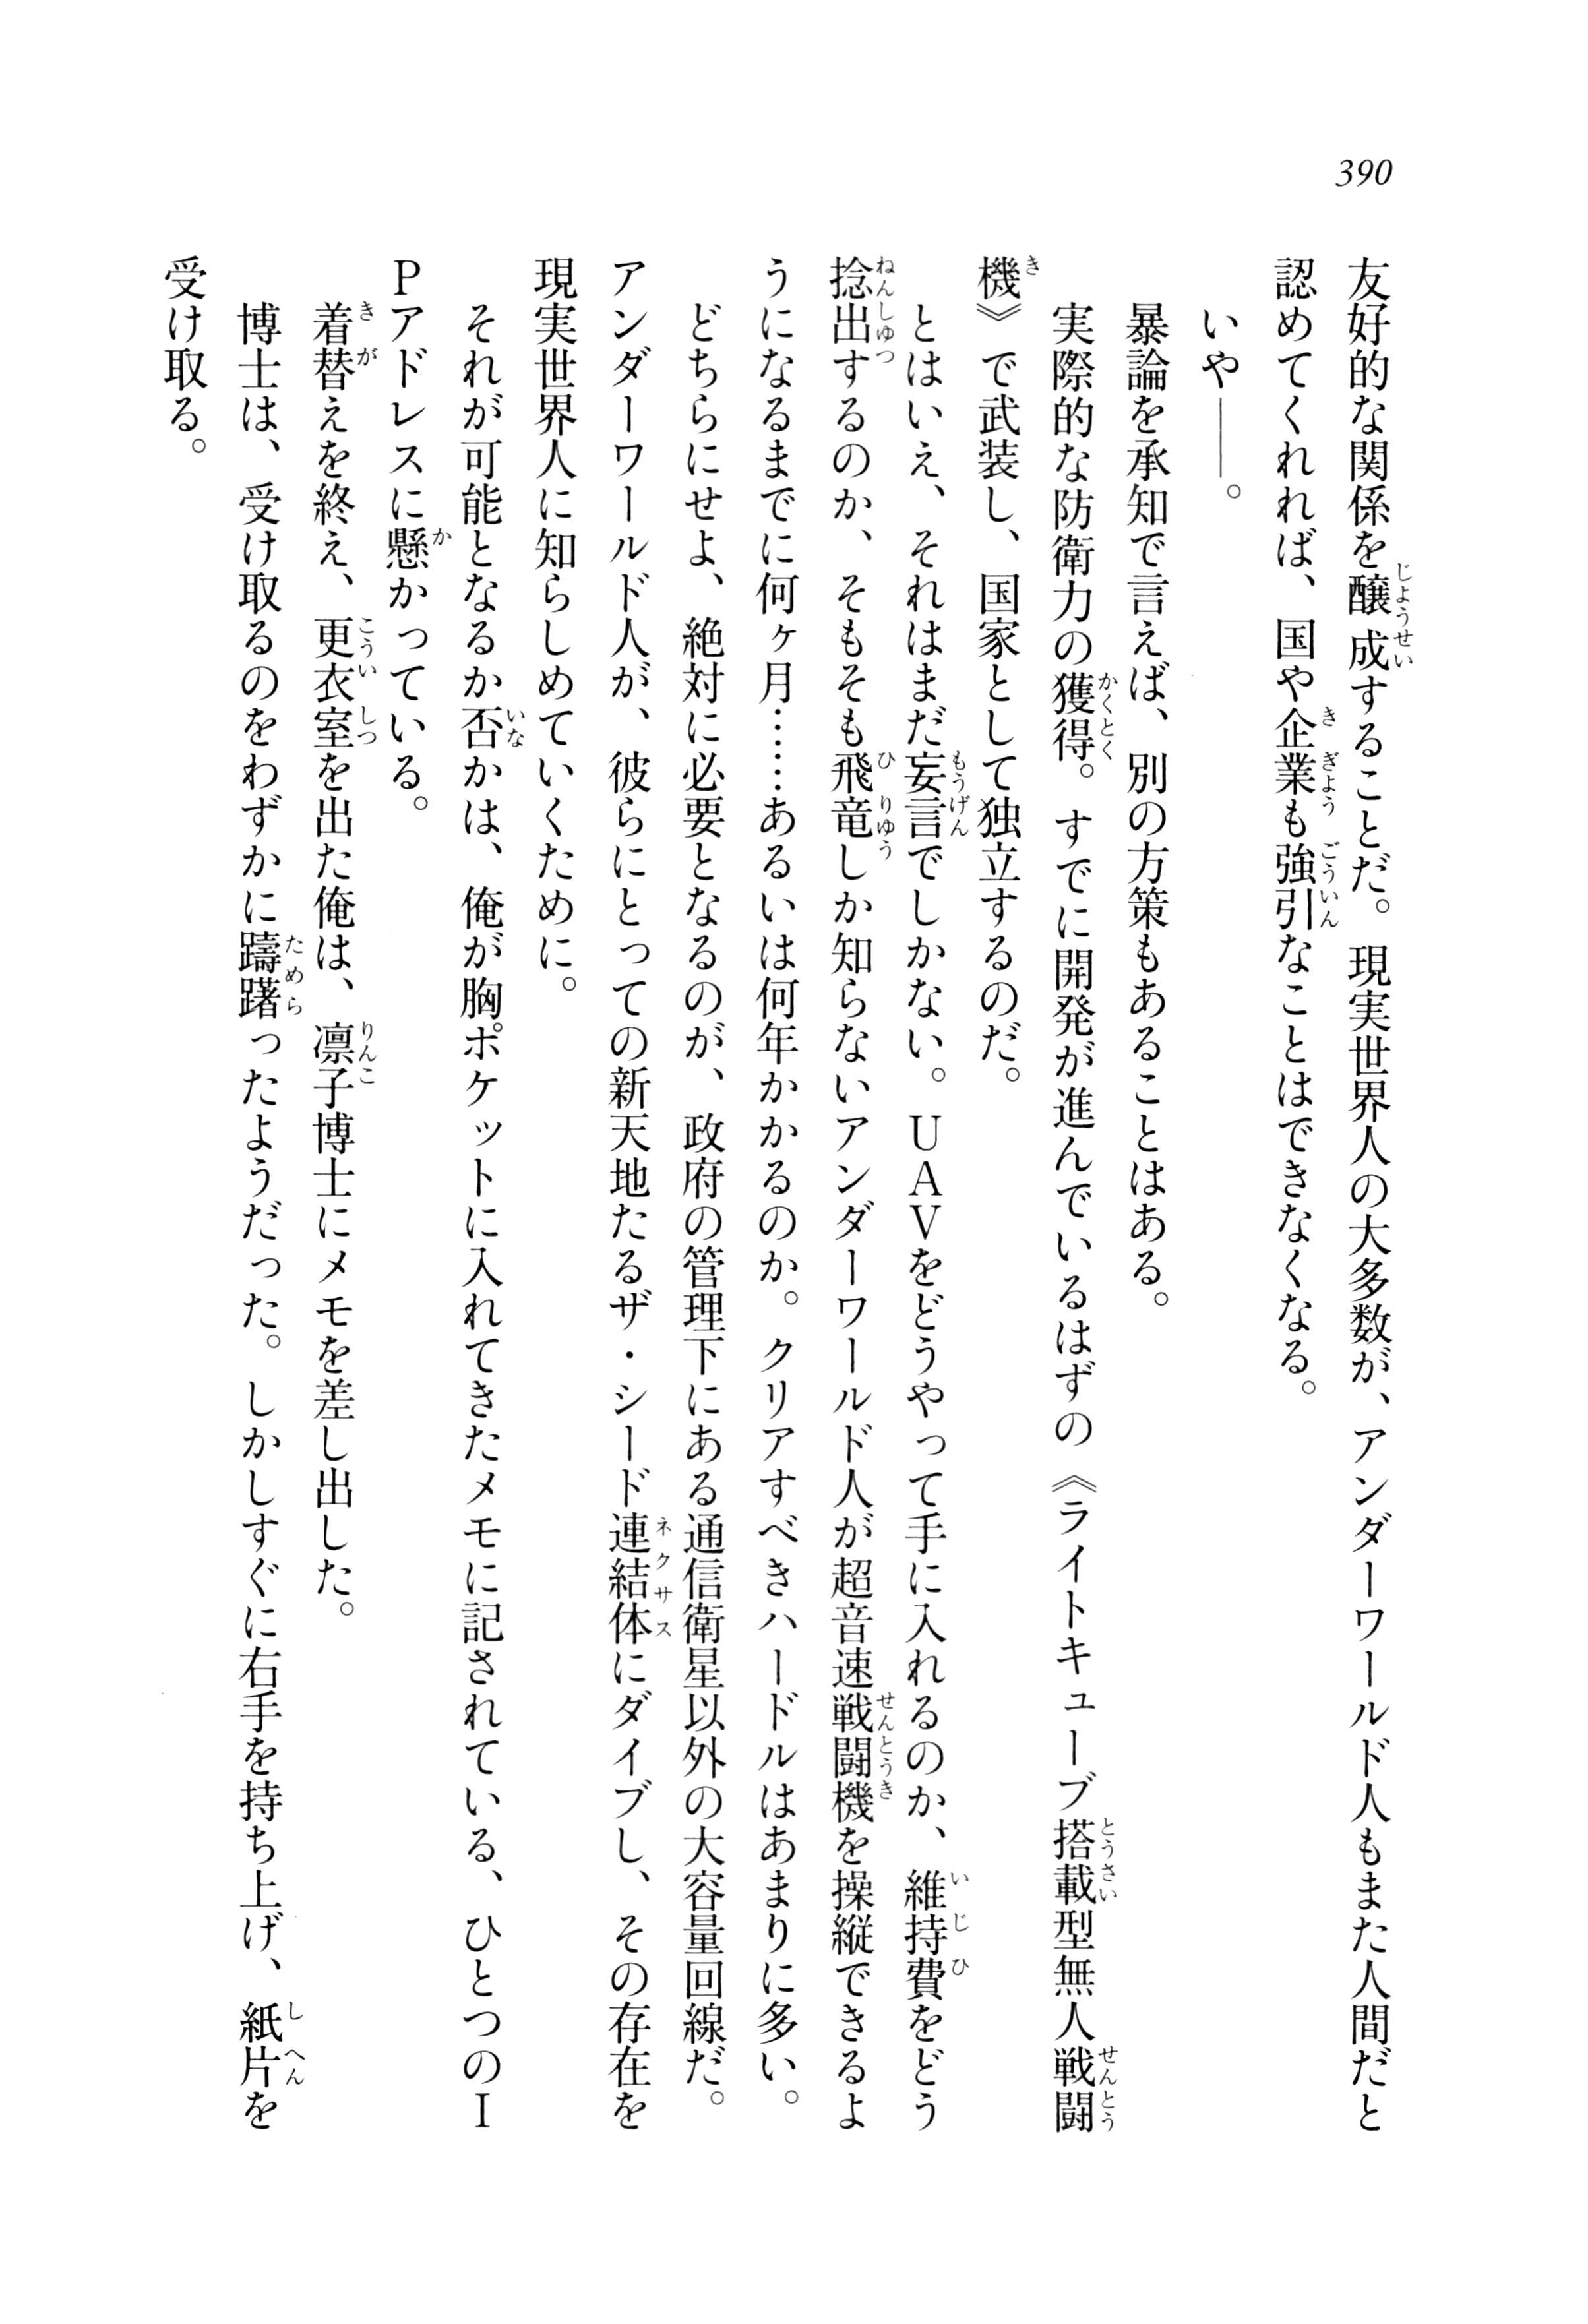 390
友好的な関係を醸成することだ。現実世界人の大多数が、アンダーワールド人もまた人間だと
認めてくれれば、国や企業も強引なことはできなくなる。
いや――。
暴論を承知で言えば、別の方策もあることはある。
実際的な防衛力の獲得。すでに開発が進んでいるはずの《ライトキューブ搭載型無人戦闘
機》で武装し、国家として独立するのだ。
とはいえ、それはまだ妄言でしかない。UAVをどうやって手に入れるのか、維持費をどう
捻出するのか、そもそも飛竜しか知らないアンダーワールド人が超音速戦闘機を操縦できるよ
うになるまでに何ヶ月……あるいは何年かかるのか。クリアすべきハードルはあまりに多い。
どちらにせよ、絶対に必要となるのが、政府の管理下にある通信衛星以外の大容量回線だ。
アンダーワールド人が、彼らにとっての新天地たるザ・シード連結体にダイブし、その存在を
現実世界人に知らしめていくために。
それが可能となるか否かは、俺が胸ポケットに入れてきたメモに記されている、ひとつのI
Pアドレスに懸かっている。
着替えを終え、更衣室を出た俺は、凛子博士にメモを差し出した。
博士は、受け取るのをわずかに躊躇ったようだった。しかしすぐに右手を持ち上げ、紙片を
受け取る。